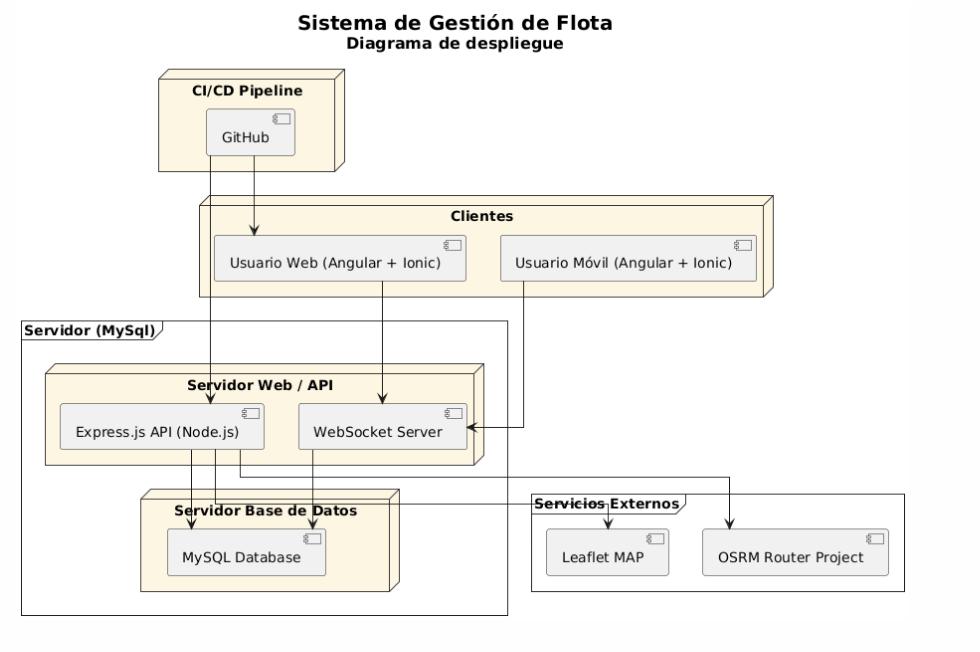 Sistema de Gestión de Flota
Diagrama de despliegue
CI/CD Pipeline
GitHub
Clientes
Usuario Web (Angular + Ionic)
Usuario Móvil (Angular + Ionic)
Servidor (MySql)
Servidor Web / API
Express.js API (Node.js)
WebSocket Server
Servidor Base de Datos
MySQL Database
Servicios Externos
Leaflet MAP
OSRM Router Project